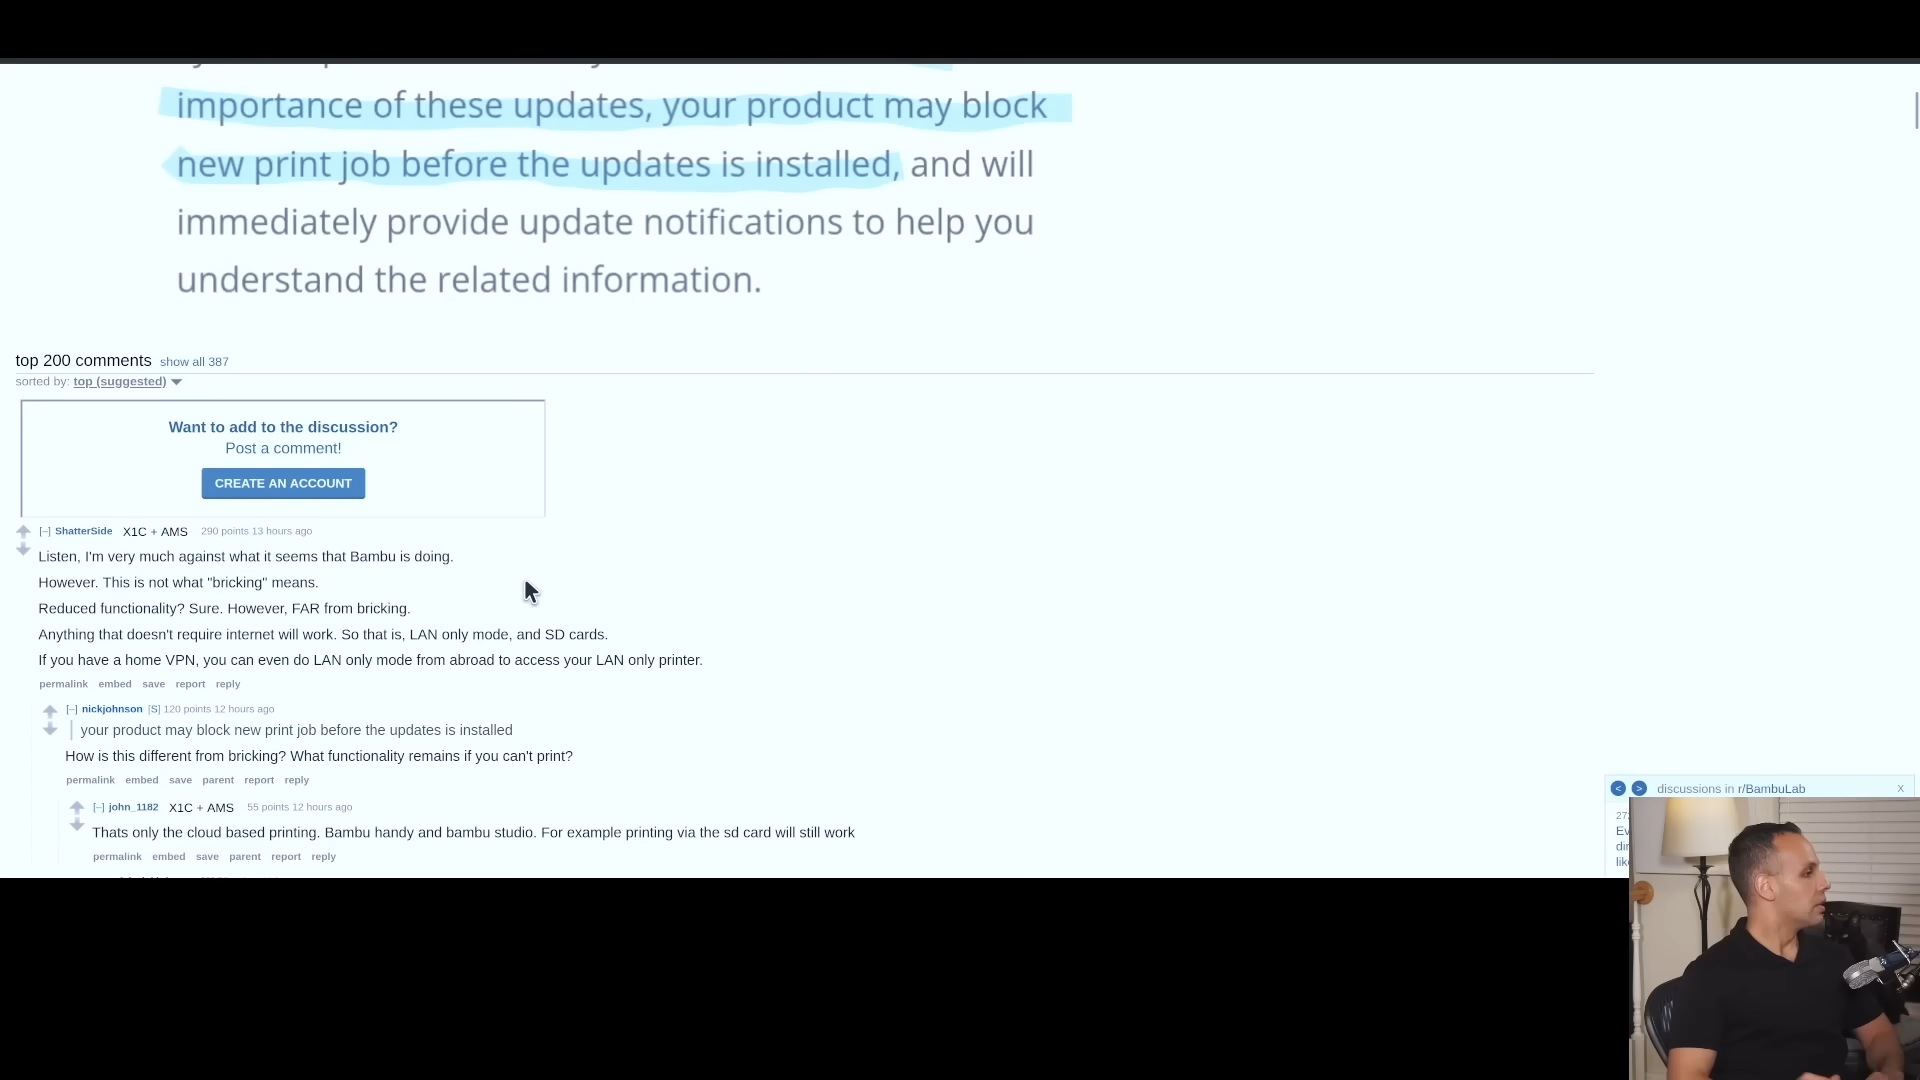 importance of these updates, your product may block
new print job before the updates is installed, and will
immediately provide update notifications to help you
understand the related information.
top 200 comments show all 387
sorted by: top (suggested)
Want to add to the discussion?
Post a comment!
CREATE AN ACCOUNT
[–] ShatterSide X1C + AMS 290 points 13 hours ago
Listen, I'm very much against what it seems that Bambu is doing.
However. This is not what "bricking" means.
Reduced functionality? Sure. However, FAR from bricking.
Anything that doesn't require internet will work. So that is, LAN only mode, and SD cards.
If you have a home VPN, you can even do LAN only mode from abroad to access your LAN only printer.
permalink embed save report reply
[–] nickjohnson [S] 120 points 12 hours ago
your product may block new print job before the updates is installed
How is this different from bricking? What functionality remains if you can't print?
permalink embed save parent report reply
[–] john_1182 X1C + AMS 55 points 12 hours ago
Thats only the cloud based printing. Bambu handy and bambu studio. For example printing via the sd card will still work
permalink embed save parent report reply
< > discussions in r/BambuLab X